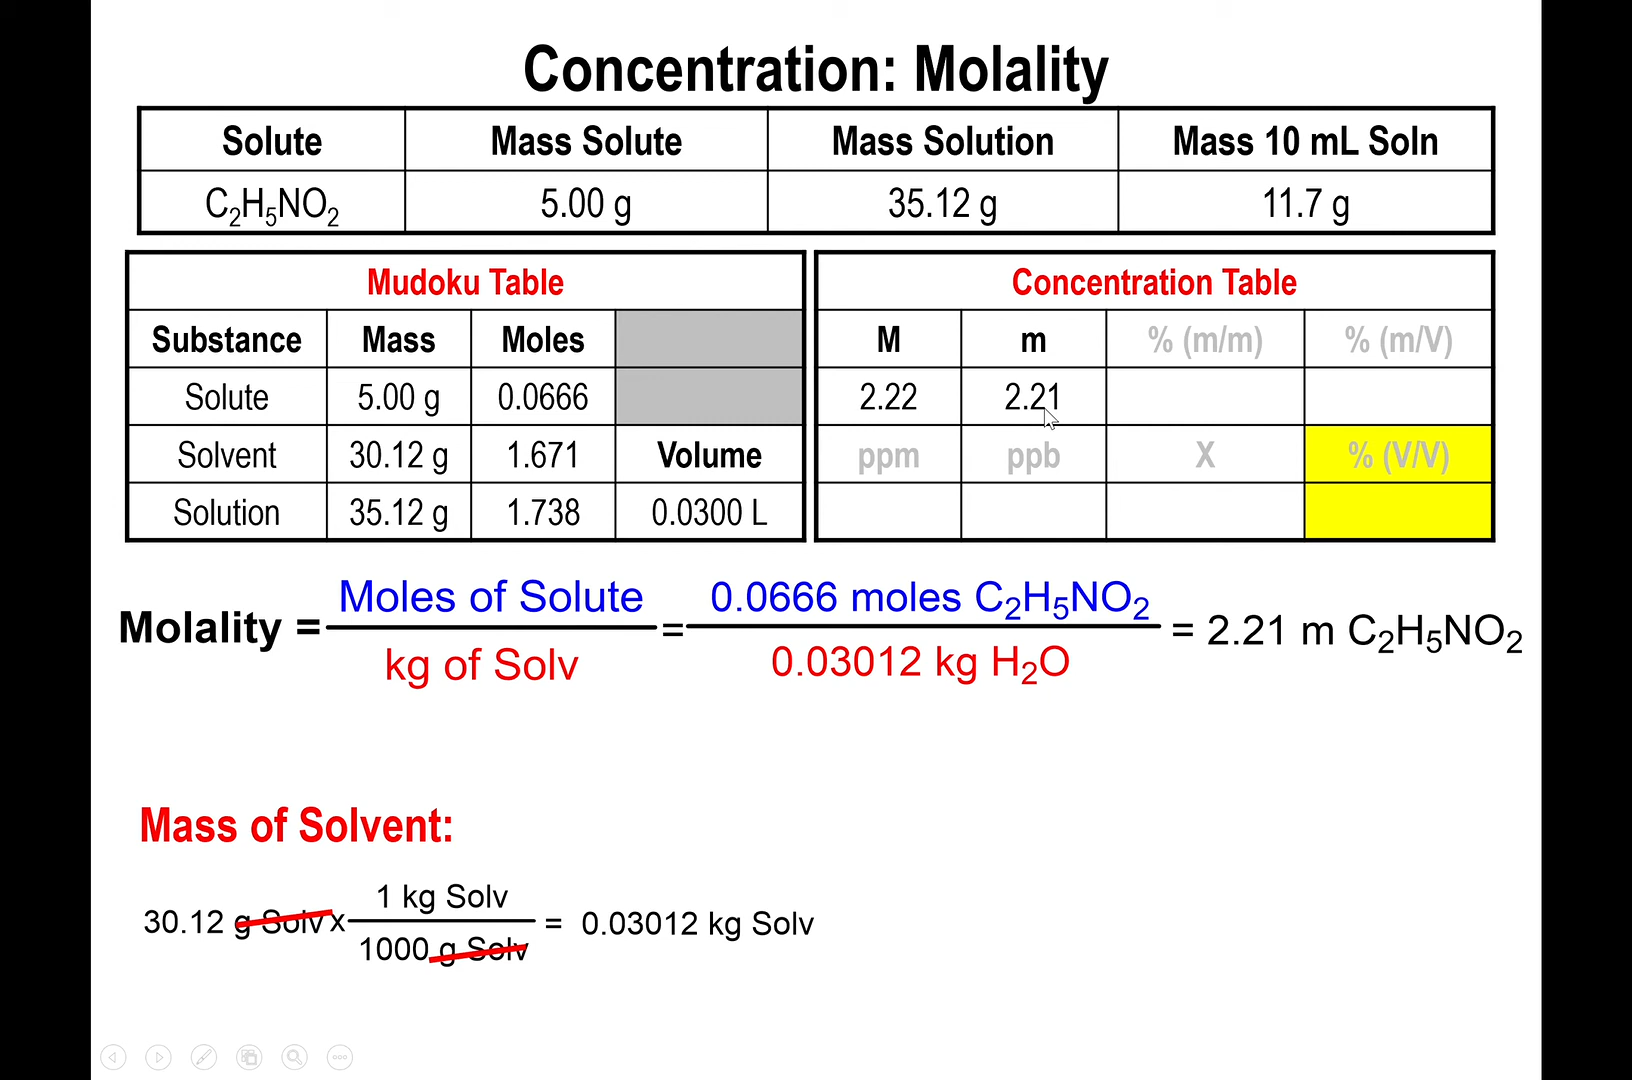 Concentration: Molality
Solute Mass Solute Mass Solution Mass 10 mL Soln
C₂H₅NO₂ 5.00 g 35.12 g 11.7 g
Mudoku Table
Substance Mass Moles
Solute 5.00 g 0.0666
Solvent 30.12 g 1.671 Volume
Solution 35.12 g 1.738 0.0300 L
Concentration Table
M m % (m/m) % (m/V)
2.22 2.21
ppm ppb X % (V/V)
Molality = Moles of Solute / kg of Solv = 0.0666 moles C₂H₅NO₂ / 0.03012 kg H₂O = 2.21 m C₂H₅NO₂
Mass of Solvent:
30.12 g Solv x 1 kg Solv / 1000 g Solv = 0.03012 kg Solv